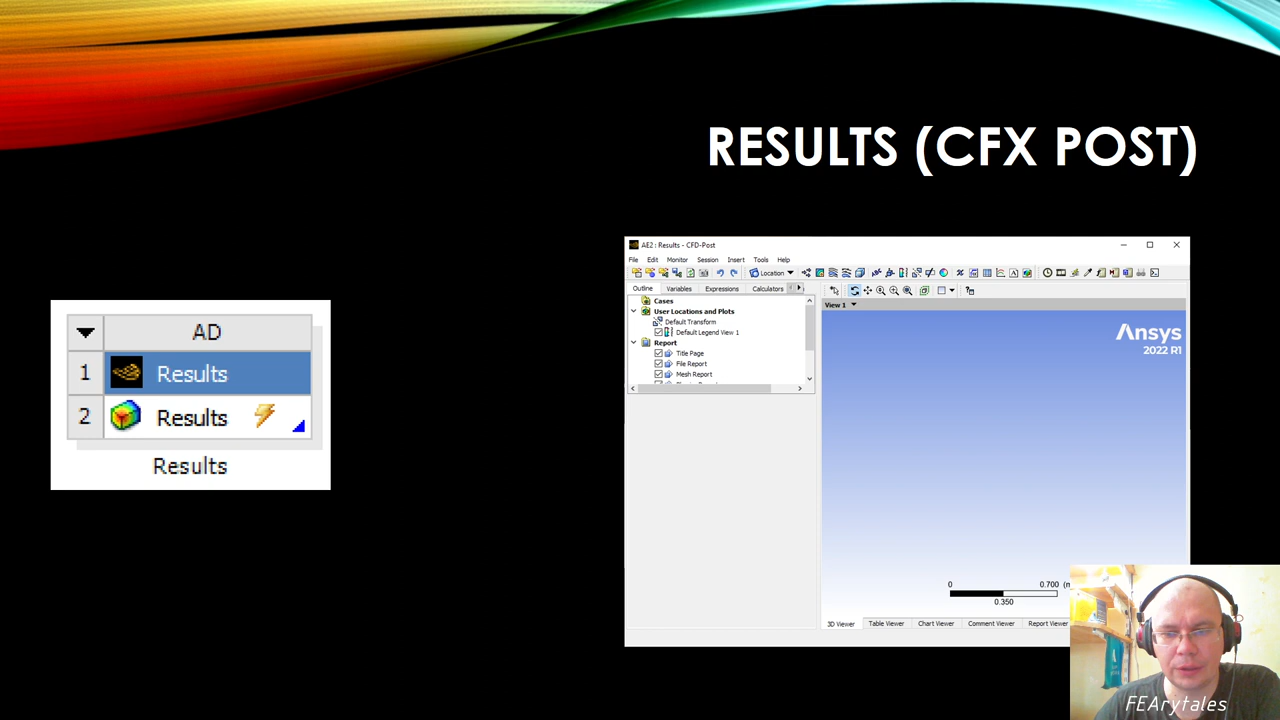 RESULTS (CFX POST)
AD
1 Results
2 Results
Results
AE2 : Results - CFD-Post
File Edit Monitor Session Insert Tools Help
Location
Outline Variables Expressions Calculators
Cases
User Locations and Plots
Default Transform
Default Legend View 1
Report
Title Page
File Report
Mesh Report
View 1
Ansys
2022 R1
0 0.700 (m
0.350
3D Viewer Table Viewer Chart Viewer Comment Viewer Report Viewer
FEArytales